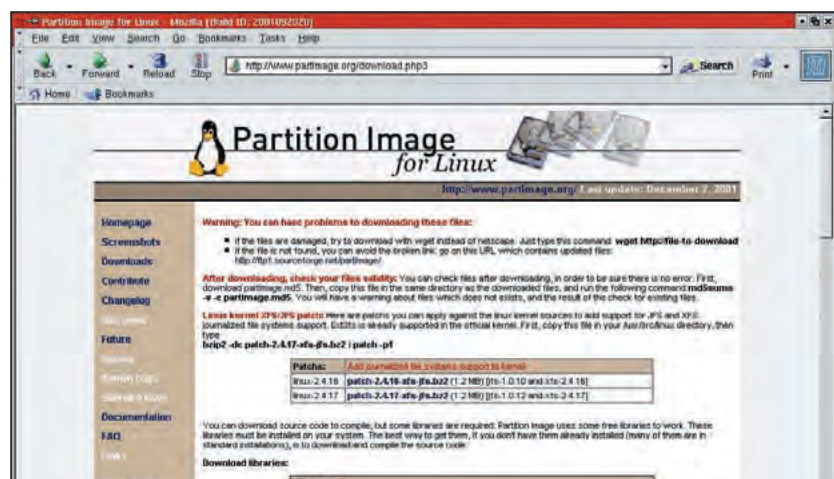 Partition Image for Linux - Mozilla {Build ID: 2001092020}
File Edit View Search Go Bookmarks Tasks Help
Back Forward Reload Stop http://www.partimage.org/download.php3 Search Print
Home Bookmarks
Partition Image
for Linux
http://www.partimage.org/ Last update: December 7, 2001
Homepage
Screenshots
Downloads
Contribute
Changelog
Future
Documentation
FAQ
Links
Warning: You can have problems to downloading these files:
if the files are damaged, try to download with wget instead of netscape. Just type this command: wget http://file-to-download
if the file is not found, you can avoid the broken link: go on this URL which contains updated files:
http://ftp1.sourceforge.net/partimage/
After downloading, check your files validity: You can check files after downloading, in order to be sure there is no error. First,
download partimage.md5. Then, copy this file in the same directory as the downloaded files, and run the following command: md5sums
-v -c partimage.md5. You will have a warning about files which does not exists, and the result of the check for existing files.
Linux kernel XFS/JFS patchs: Here are patchs you can apply against the linux kernel sources to add support for JFS and XFS
journalized file systems support. Ext3fs is already supported in the official kernel. First, copy this file in your /usr/src/linux directory, then
type
bzip2 -dc patch-2.4.17-xfs-jfs.bz2 | patch -p1
Patchs: Add journalized file systems support to kernel
linux-2.4.16 patch-2.4.16-xfs-jfs.bz2 (1.2 MB) [jfs-1.0.10 and xfs-2.4.16]
linux-2.4.17 patch-2.4.17-xfs-jfs.bz2 (1.2 MB) [jfs-1.0.12 and xfs-2.4.17]
You can download source code to compile, but some libraries are required. Partition Image uses some free libraries to work. These
libraries must be installed on your system. The best way to get them, if you don't have them already installed (many of them are in
standard installations), is to download and compile the source code.
Download libraries: